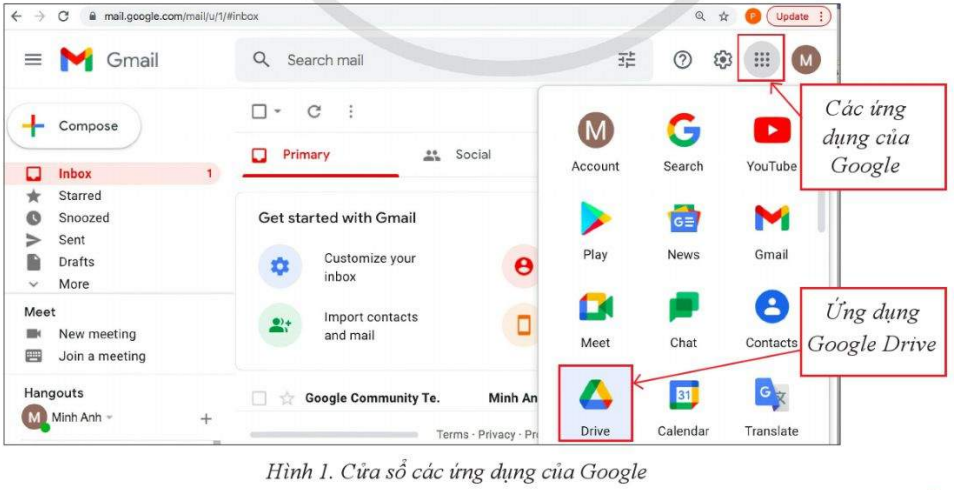 mail.google.com/mail/u/1/#inbox
P
Update
Gmail
Search mail
M
Compose
Inbox 1
Starred
Snoozed
Sent
Drafts
More
Meet
New meeting
Join a meeting
Hangouts
M Minh Anh
Primary
Social
Get started with Gmail
Customize your
inbox
Import contacts
and mail
Google Community Te. Minh An
Terms · Privacy · Pr
M
Account
Search
YouTube
Play
GE
News
Gmail
Meet
Chat
Contacts
Drive
31
Calendar
G
Translate
Các ứng
dụng của
Google
Ứng dụng
Google Drive
Hình 1. Cửa sổ các ứng dụng của Google